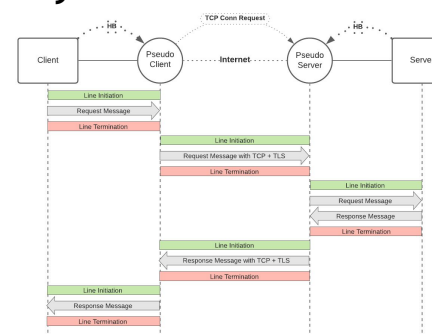 TCP Conn Request
HB
HB
Client
Pseudo
Client
Internet
Pseudo
Server
Line Initiation
Request Message
Line Termination
Line Initiation
Request Message with TCP + TLS
Line Termination
Line Initiation
Request Message
Response Message
Line Termination
Line Initiation
Response Message with TCP + TLS
Line Termination
Line Initiation
Response Message
Line Termination